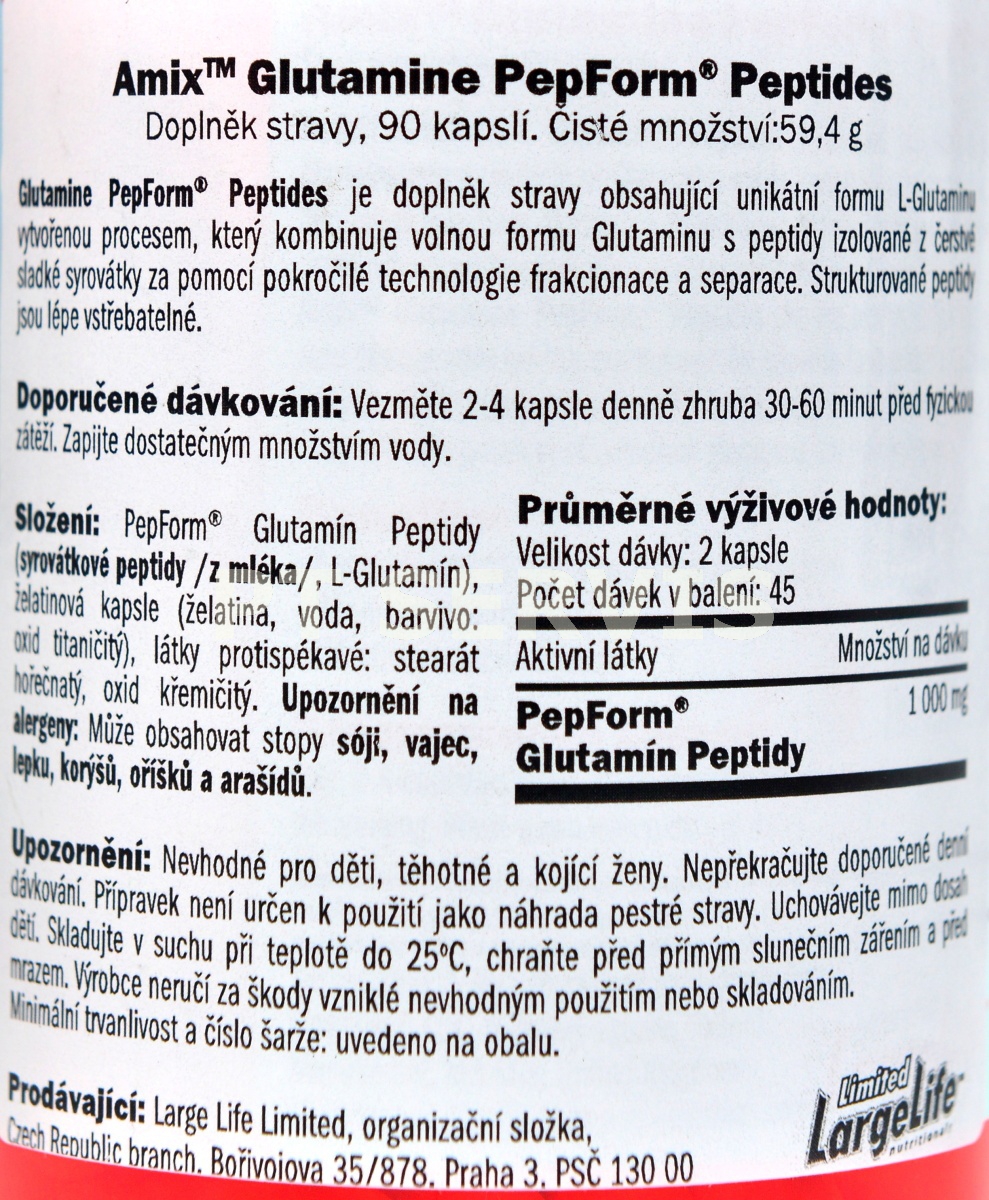 Amix™ Glutamine PepForm® Peptides
Doplněk stravy, 90 kapslí. Čisté množství:59,4 g
Glutamine PepForm® Peptides je doplněk stravy obsahující unikátní formu L-Glutaminu
vytvořenou procesem, který kombinuje volnou formu Glutaminu s peptidy izolované z čerstvé
sladké syrovátky za pomocí pokročilé technologie frakcionace a separace. Strukturované peptidy
jsou lépe vstřebatelné.
Doporučené dávkování: Vezměte 2-4 kapsle denně zhruba 30-60 minut před fyzickou
zátěží. Zapijte dostatečným množstvím vody.
Složení: PepForm® Glutamín Peptidy
(syrovátkové peptidy /z mléka/, L-Glutamín),
želatinová kapsle (želatina, voda, barvivo:
oxid titaničitý), látky protispékavé: stearát
hořečnatý, oxid křemičitý. Upozornění na
alergeny: Může obsahovat stopy sóji, vajec,
lepku, korýšů, oříšků a arašídů.
Průměrné výživové hodnoty:
Velikost dávky: 2 kapsle
Počet dávek v balení: 45
Aktivní látky Množství na dávku
PepForm® 1 000 mg
Glutamín Peptidy
Upozornění: Nevhodné pro děti, těhotné a kojící ženy. Nepřekračujte doporučené denní
dávkování. Přípravek není určen k použití jako náhrada pestré stravy. Uchovávejte mimo dosah
dětí. Skladujte v suchu při teplotě do 25ºC, chraňte před přímým slunečním zářením a před
mrazem. Výrobce neručí za škody vzniklé nevhodným použitím nebo skladováním.
Minimální trvanlivost a číslo šarže: uvedeno na obalu.
Prodávající: Large Life Limited, organizační složka,
Czech Republic branch, Bořivojova 35/878, Praha 3, PSČ 130 00
Limited
LargeLife™
nutritionals